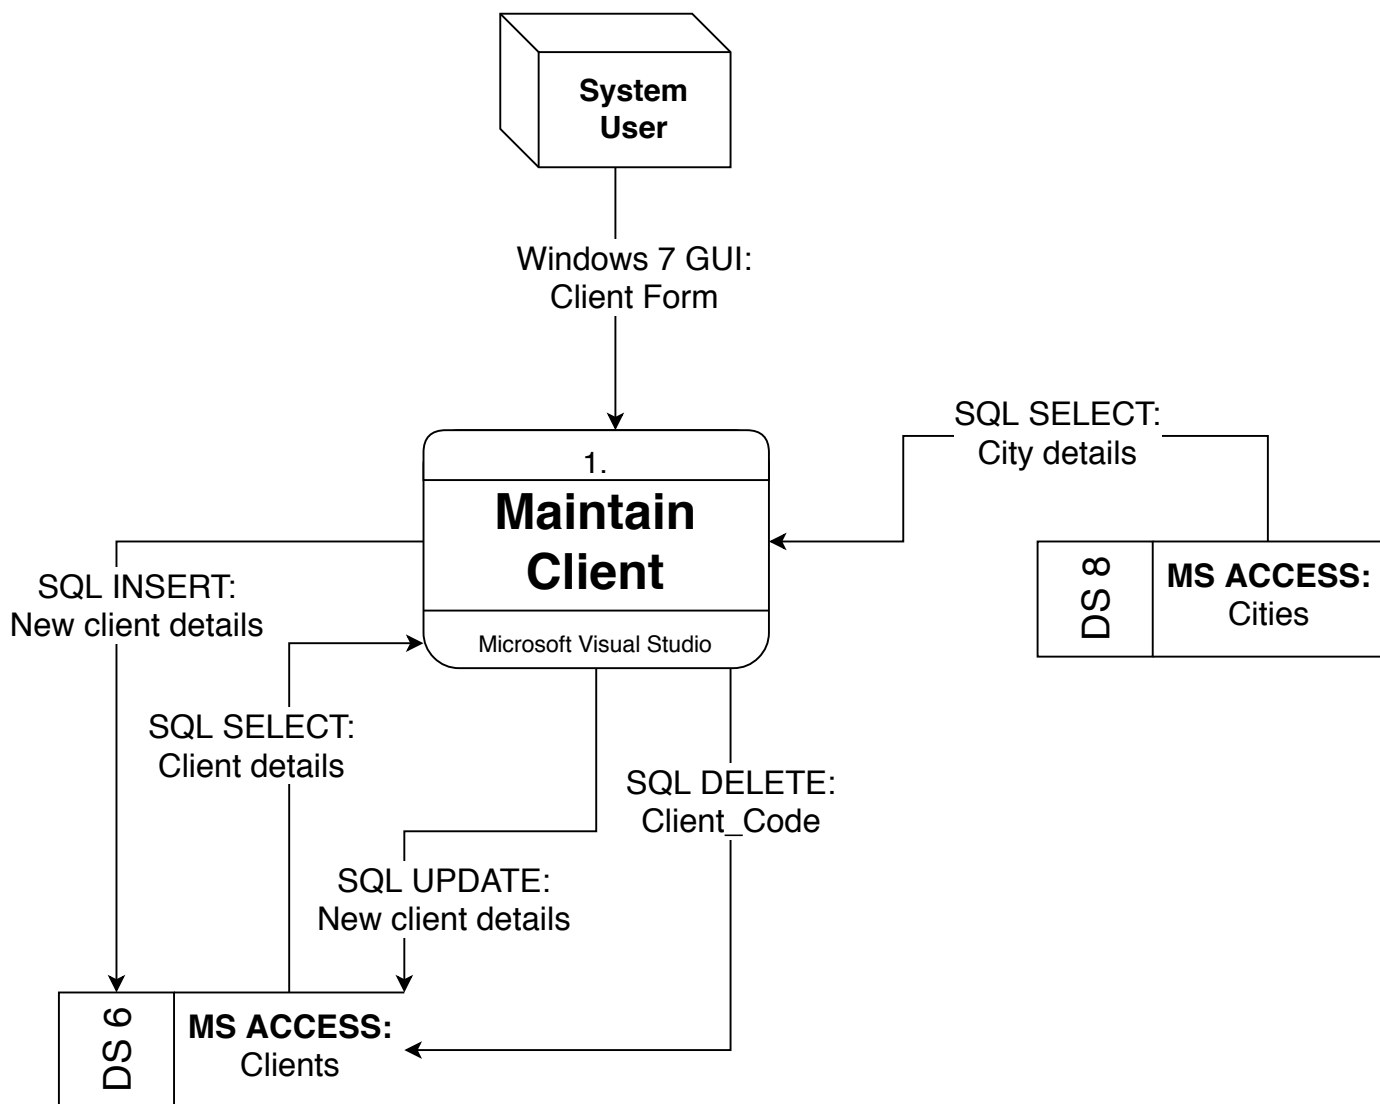 System
User
Windows 7 GUI:
Client Form
SQL SELECT:
City details
1.
Maintain
Client
Microsoft Visual Studio
DS 8
MS ACCESS:
Cities
SQL INSERT:
New client details
SQL SELECT:
Client details
SQL DELETE:
Client_Code
SQL UPDATE:
New client details
DS 6
MS ACCESS:
Clients